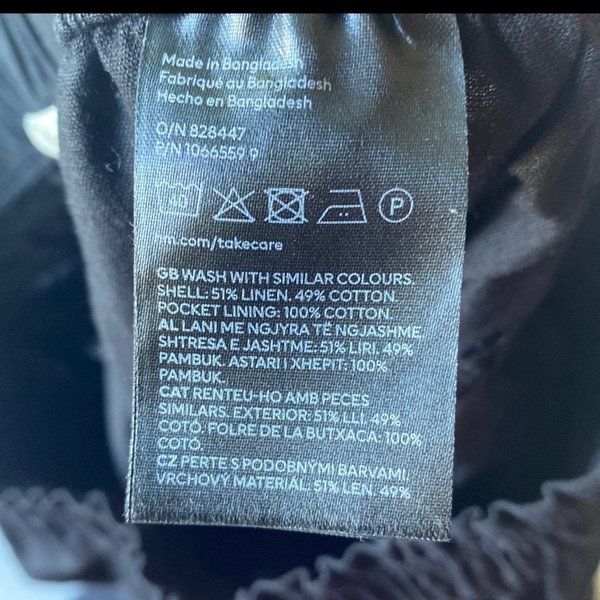 Made in Bangladesh
Fabriqué au Bangladesh
Hecho en Bangladesh
O/N 828447
P/N 1066559 9
40
P
hm.com/takecare
GB WASH WITH SIMILAR COLOURS.
SHELL: 51% LINEN. 49% COTTON.
POCKET LINING: 100% COTTON.
AL LANI ME NGJYRA TË NGJASHME.
SHTRESA E JASHTME: 51% LIRI. 49%
PAMBUK. ASTARI I XHEPIT: 100%
PAMBUK.
CAT RENTEU-HO AMB PECES
SIMILARS. EXTERIOR: 51% LLÍ. 49%
COTÓ. FOLRE DE LA BUTXACA: 100%
COTÓ.
CZ PERTE S PODOBNÝMI BARVAMI.
VRCHOVÝ MATERIÁL: 51% LEN. 49%